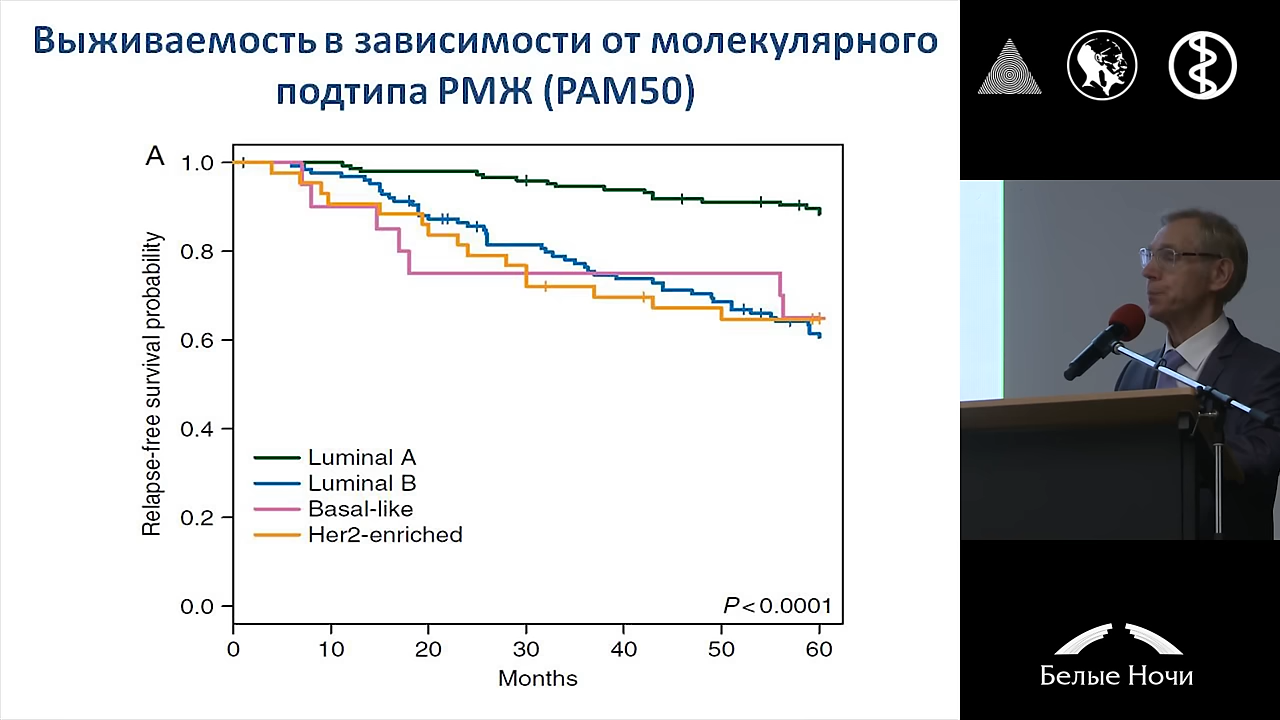 Выживаемость в зависимости от молекулярного
подтипа РМЖ (PAM50)
A
1.0
0.8
0.6
0.4
0.2
0.0
Relapse-free survival probability
Luminal A
Luminal B
Basal-like
Her2-enriched
P < 0.0001
0 10 20 30 40 50 60
Months
Белые Ночи